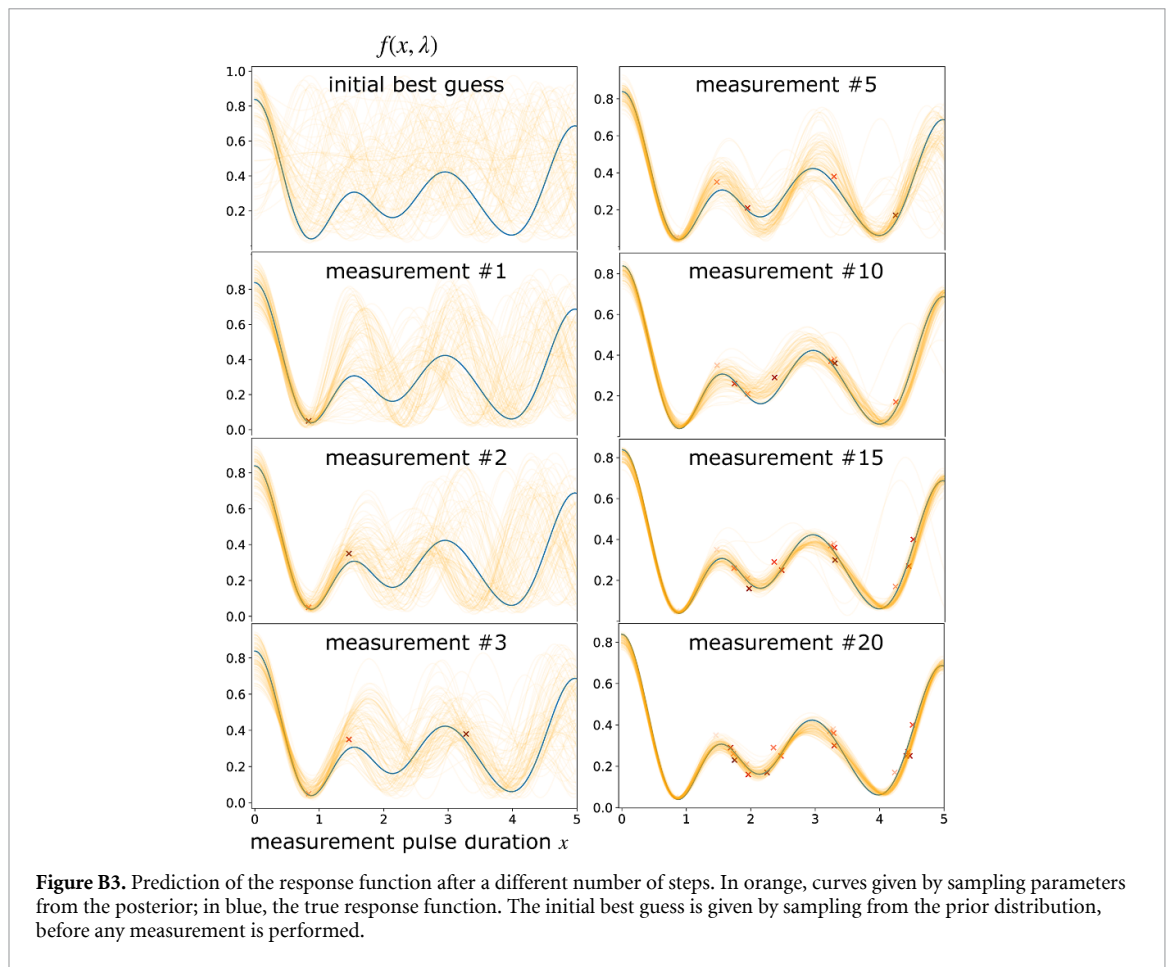 f(x, λ)
initial best guess
1.0
0.8
0.6
0.4
0.2
measurement #1
0.8
0.6
0.4
0.2
0.0
measurement #2
0.8
0.6
0.4
0.2
0.0
measurement #3
0.8
0.6
0.4
0.2
0.0
0 1 2 3 4 5
measurement pulse duration x
measurement #5
0.8
0.6
0.4
0.2
measurement #10
0.8
0.6
0.4
0.2
measurement #15
0.8
0.6
0.4
0.2
measurement #20
0.8
0.6
0.4
0.2
0.0
0 1 2 3 4 5
Figure B3. Prediction of the response function after a different number of steps. In orange, curves given by sampling parameters
from the posterior; in blue, the true response function. The initial best guess is given by sampling from the prior distribution,
before any measurement is performed.